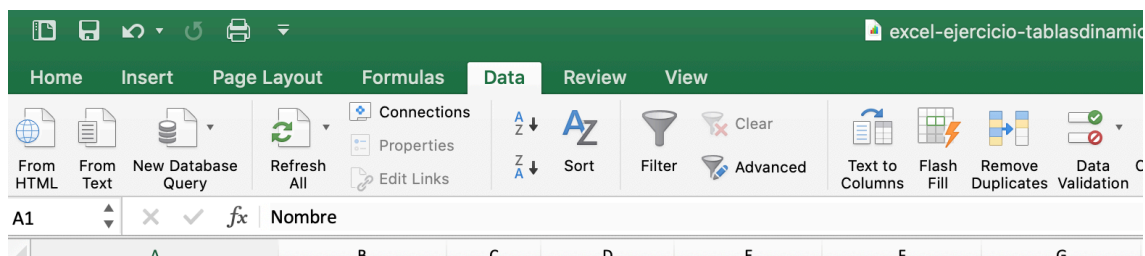 excel-ejercicio-tablasdinamic
Home Insert Page Layout Formulas Data Review View
From HTML
From Text
New Database Query
Refresh All
Connections
Properties
Edit Links
A Z
Z A
AZ
Sort
Filter
Clear
Advanced
Text to Columns
Flash Fill
Remove Duplicates
Data Validation
A1 fx Nombre
A B C D E F G